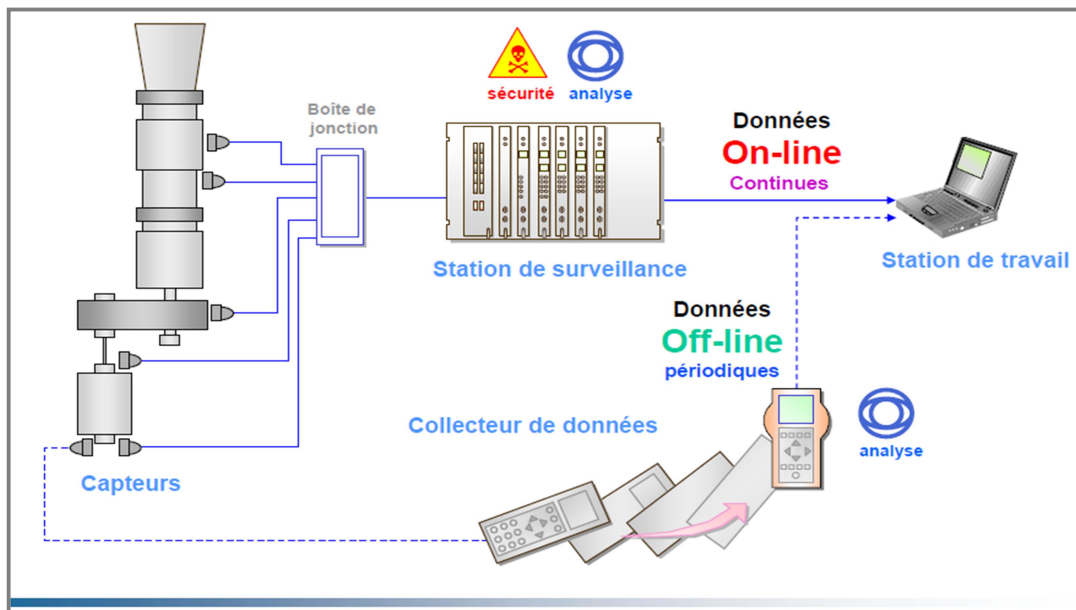 sécurité
analyse
Boîte de
jonction
Données
On-line
Continues
Station de surveillance
Station de travail
Données
Off-line
périodiques
Collecteur de données
analyse
Capteurs